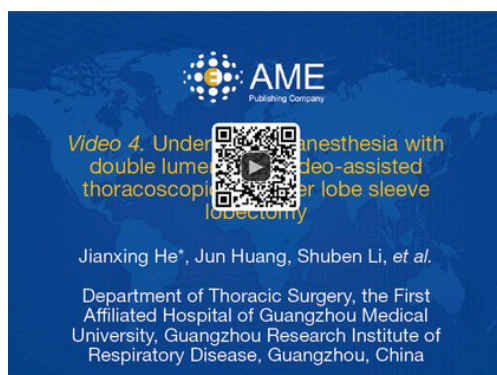 AME
Publishing Company
Video 4. Under anesthesia with
double lumen deo-assisted
thoracoscopic er lobe sleeve
lobectomy
Jianxing He*, Jun Huang, Shuben Li, et al.
Department of Thoracic Surgery, the First
Affiliated Hospital of Guangzhou Medical
University, Guangzhou Research Institute of
Respiratory Disease, Guangzhou, China